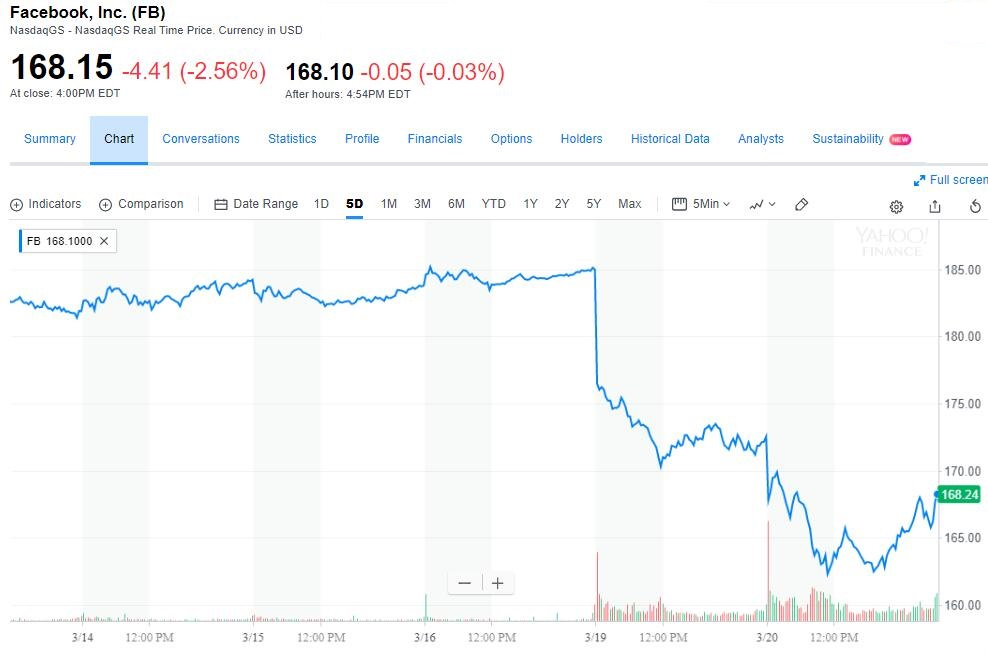 Facebook, Inc. (FB)
NasdaqGS - NasdaqGS Real Time Price. Currency in USD
168.15 -4.41 (-2.56%) 168.10 -0.05 (-0.03%)
At close: 4:00PM EDT After hours: 4:54PM EDT
Summary Chart Conversations Statistics Profile Financials Options Holders Historical Data Analysts Sustainability NEW
Full screen
Indicators Comparison Date Range 1D 5D 1M 3M 6M YTD 1Y 2Y 5Y Max 5Min
FB 168.1000
YAHOO!
FINANCE
185.00
180.00
175.00
170.00
168.24
165.00
160.00
3/14 12:00 PM 3/15 12:00 PM 3/16 12:00 PM 3/19 12:00 PM 3/20 12:00 PM